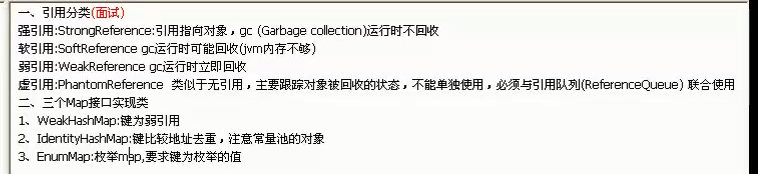 一、引用分类(面试)
强引用:StrongReference:引用指向对象，gc (Garbage collection)运行时不回收
软引用:SoftReference gc运行时可能回收(jvm内存不够)
弱引用:WeakReference gc运行时立即回收
虚引用:PhantomReference 类似于无引用，主要跟踪对象被回收的状态，不能单独使用，必须与引用队列(ReferenceQueue) 联合使用
二、三个Map接口实现类
1、WeakHashMap:键为弱引用
2、IdentityHashMap:键比较地址去重，注意常量池的对象
3、EnumMap:枚举map,要求键为枚举的值